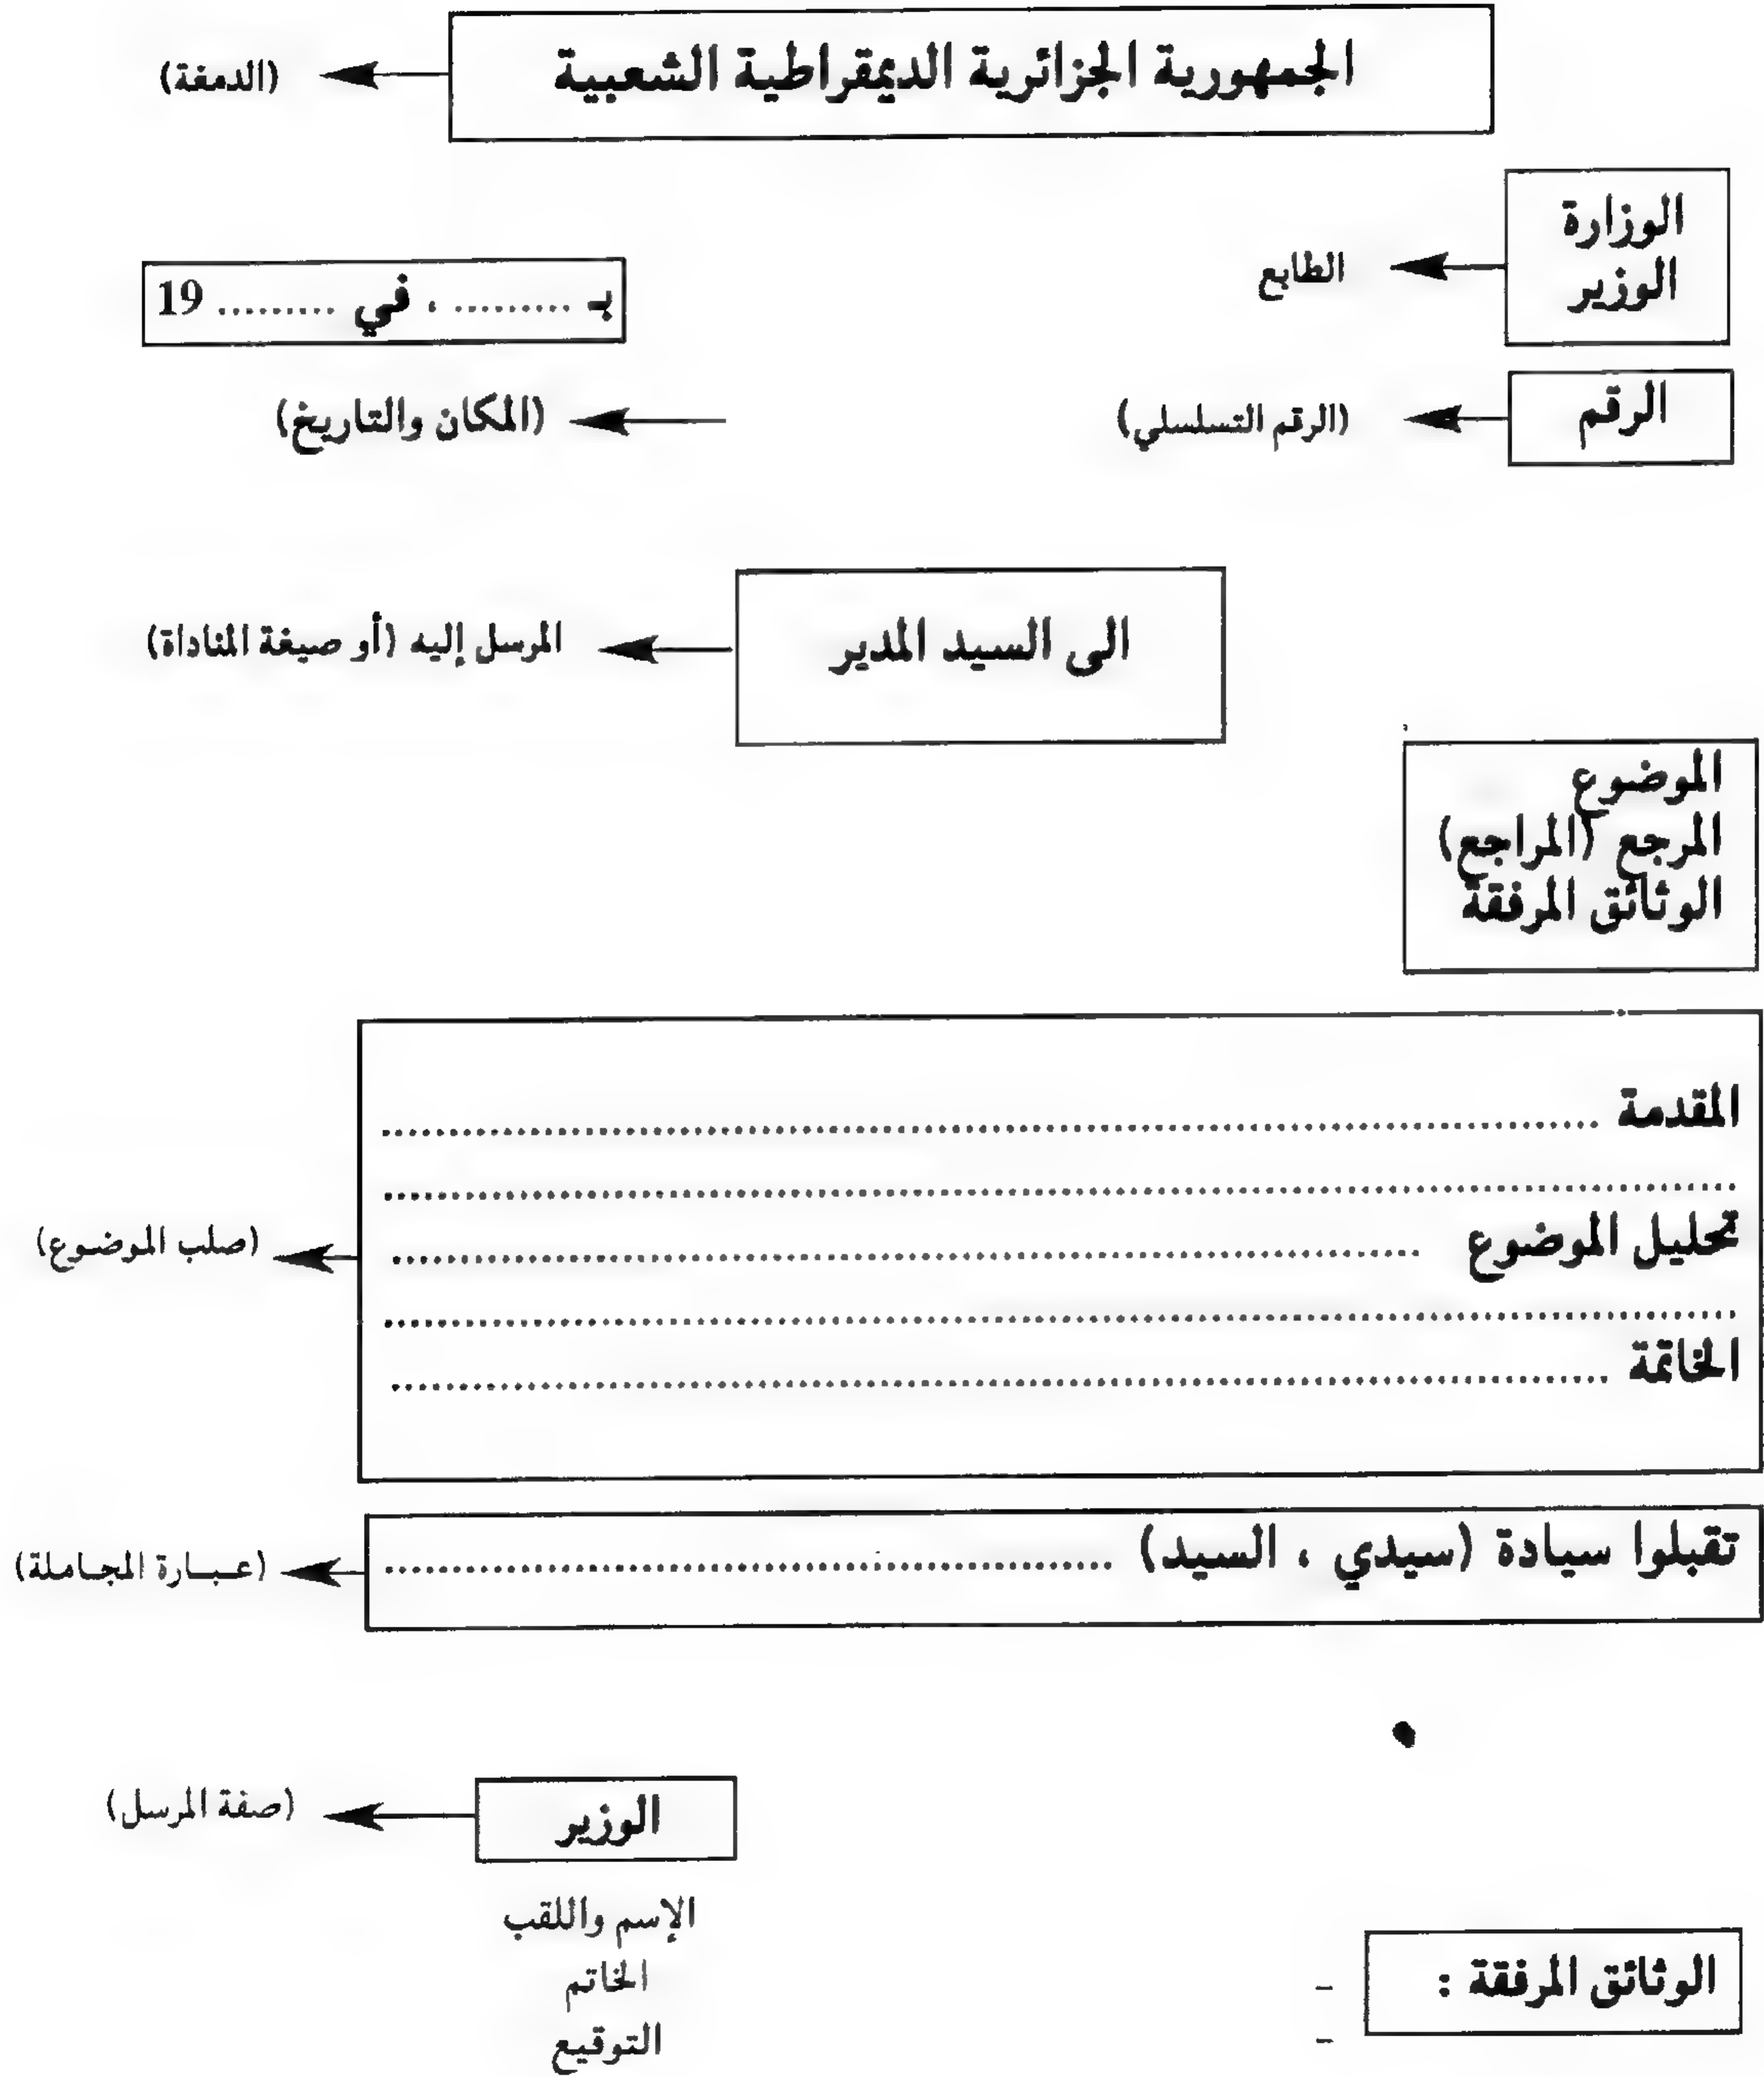 الجمهورية الجزائرية الديمقراطية الشعبية
(الدمغة)
الوزارة
الوزير
الطابع
بـ ......... ، في ......... 19
الرقم
(الرقم التسلسلي)
(المكان والتاريخ)
الى السيد المدير
المرسل إليه (أو صيغة المناداة)
الموضوع
المرجع (المراجع)
الوثائق المرفقة
المقدمة ..........
..........
تحليل الموضوع ..........
(صلب الموضوع)
..........
الخاتمة ..........
تقبلوا سيادة (سيدي ، السيد) ..........
(عبارة المجاملة)
الوزير
(صفة المرسل)
الإسم واللقب
الخاتم
التوقيع
الوثائق المرفقة :
–
–